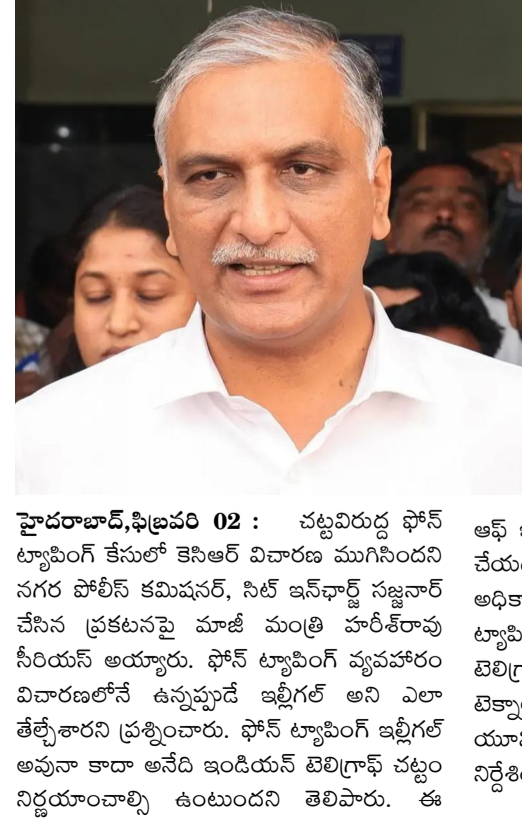 హైదరాబాద్,ఫిబ్రవరి 02 : చట్టవిరుద్ద ఫోన్
ట్యాపింగ్ కేసులో కెసిఆర్ విచారణ ముగిసిందని
నగర పోలీస్ కమిషనర్, సిట్ ఇన్‌ఛార్జ్ సజ్జనార్
చేసిన ప్రకటనపై మాజీ మంత్రి హరీశ్‌రావు
సీరియస్ అయ్యారు. ఫోన్ ట్యాపింగ్ వ్యవహారం
విచారణలోనే ఉన్నప్పుడే ఇల్లీగల్ అని ఎలా
తేల్చేశారని ప్రశ్నించారు. ఫోన్ ట్యాపింగ్ ఇల్లీగల్
అవునా కాదా అనేది ఇండియన్ టెలిగ్రాఫ్ చట్టం
నిర్ణయాంచాల్సి ఉంటుందని తెలిపారు. ఈ
ఆఫ్